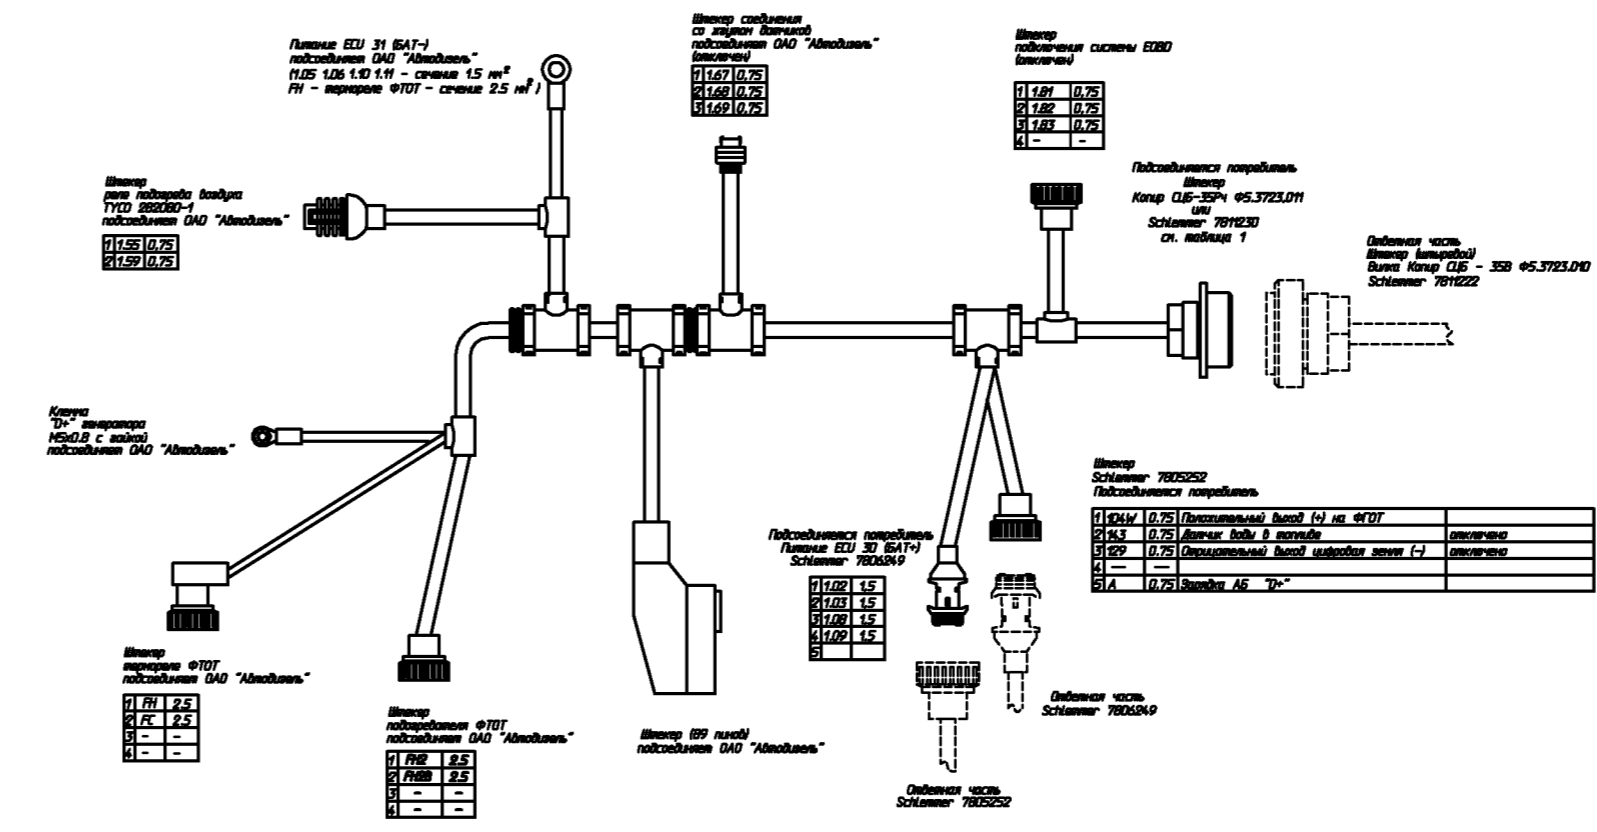 Питание ECU 31 (БАТ-)
подсоединяет ОАО "Автодизель"
(1.05 1.06 1.10 1.11 - сечение 1.5 мм²
FH - термореле ФТОТ - сечение 2.5 мм²)
Штекер соединения
со жгутом датчиков
подсоединяет ОАО "Автодизель"
(отключен)
1 1.67 0,75
2 1.68 0,75
3 1.69 0,75
Штекер
подключения системы EOBD
(отключен)
1 1.81 0,75
2 1.82 0,75
3 1.83 0,75
4 - -
Штекер
реле подогрева воздуха
TYCO 282080-1
подсоединяет ОАО "Автодизель"
1 1.55 0,75
2 1.59 0,75
Подсоединяется потребитель
Штекер
Копир СЦБ-35Рч Ф5.3723.011
или
Schlemmer 7811230
см. таблица 1
Ответная часть
Штекер (штыревой)
Вилка Копир СЦБ - 35В Ф5.3723.010
Schlemmer 7811222
Клемма
"D+" генератора
М5х0.8 с гайкой
подсоединяет ОАО "Автодизель"
Штекер
Schlemmer 7805252
Подсоединяется потребитель
1 104W 0.75 Положительный выход (+) на ФГОТ
2 143 0.75 Датчик воды в топливе отключено
3 129 0.75 Отрицательный выход цифровая земля (-) отключено
4 — —
5 А 0.75 Зарядка АБ "D+"
Подсоединяется потребитель
Питание ECU 30 (БАТ+)
Schlemmer 7806249
1 1.02 1,5
2 1.03 1.5
3 1.08 1.5
4 1.09 1.5
5
Штекер
термореле ФТОТ
подсоединяет ОАО "Автодизель"
1 FH 2.5
2 FC 2.5
3 - -
4 - -
Штекер
подогревателя ФТОТ
подсоединяет ОАО "Автодизель"
1 FH2 2.5
2 FH2B 2.5
3 - -
4 - -
Штекер (89 пинов)
подсоединяет ОАО "Автодизель"
Ответная часть
Schlemmer 7806249
Ответная часть
Schlemmer 7805252